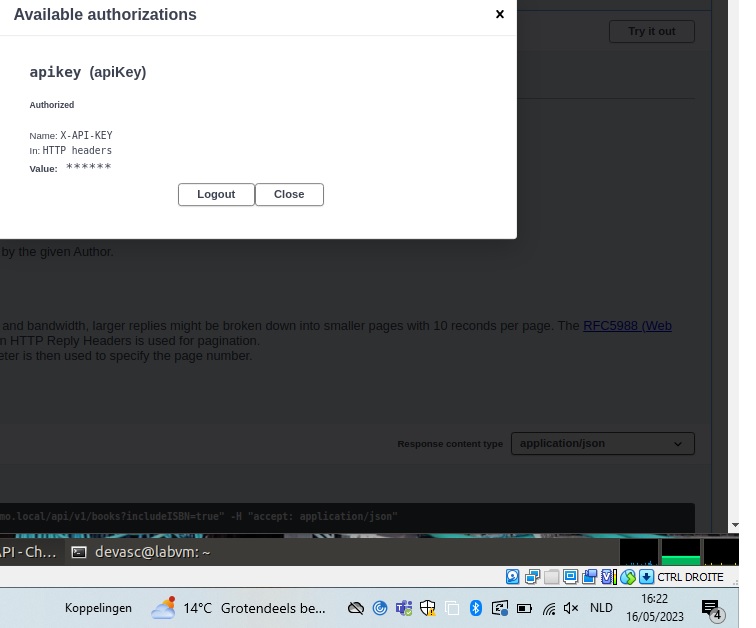 Available authorizations x
Try it out
apikey (apiKey)
Authorized
Name: X-API-KEY
In: HTTP headers
Value: ******
Logout Close
by the given Author.
and bandwidth, larger replies might be broken down into smaller pages with 10 reconds per page. The RFC5988 (Web
n HTTP Reply Headers is used for pagination.
eter is then used to specify the page number.
Response content type application/json
mo.local/api/v1/books?includeISBN=true" -H "accept: application/json"
API - Ch... devasc@labvm: ~
CTRL DROITE
Koppelingen 14°C Grotendeels be... NLD 16:22
16/05/2023 4